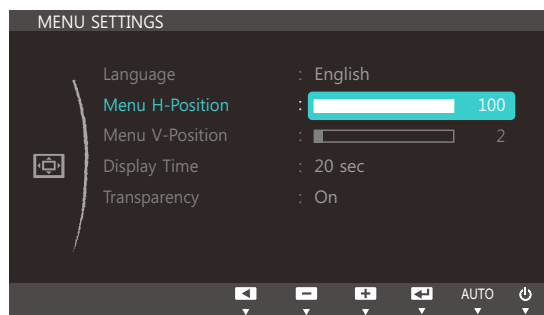 MENU SETTINGS
Language : English
Menu H-Position : 100
Menu V-Position : 2
Display Time : 20 sec
Transparency : On
AUTO